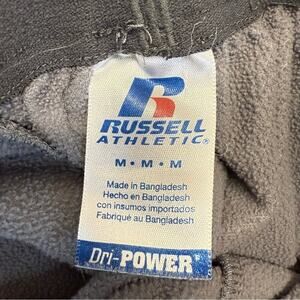 RUSSELL
ATHLETIC®
M • M • M
Made in Bangladesh
Hecho en Bangladesh
con insumos importados
Fabriqué au Bangladesh
Dri-POWER